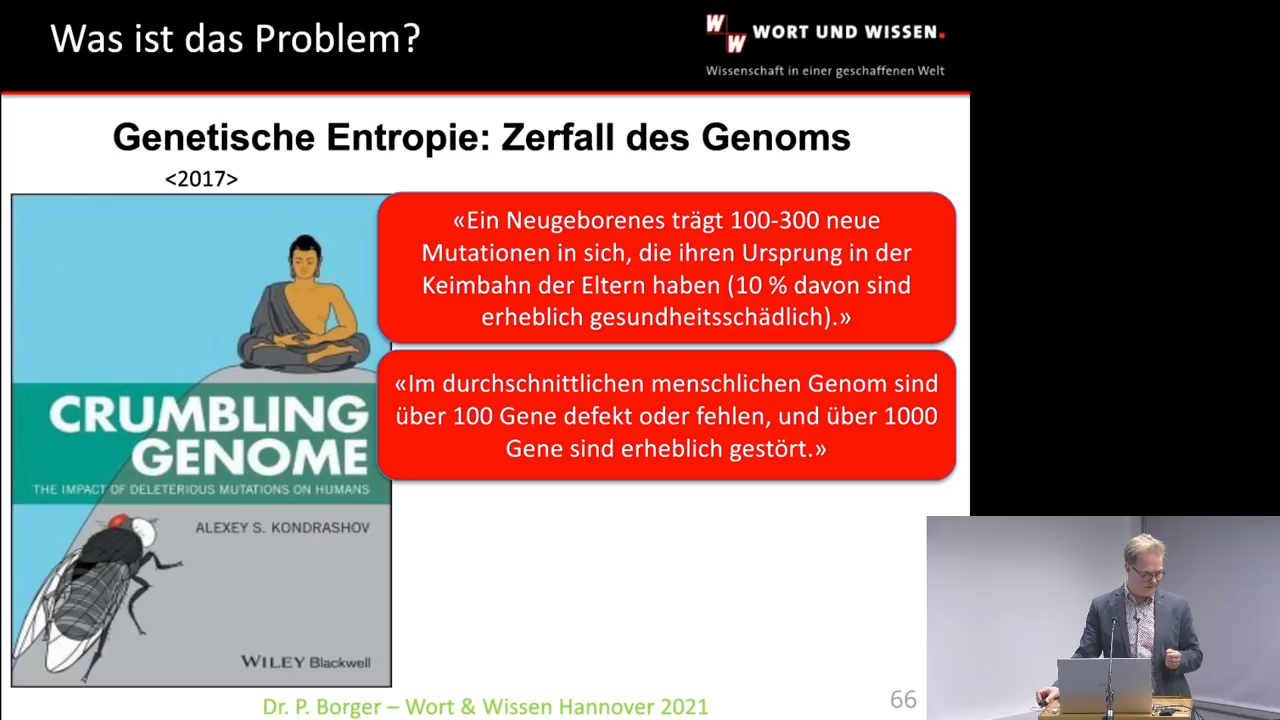 Was ist das Problem?
W
W
WORT UND WISSEN.
Wissenschaft in einer geschaffenen Welt
Genetische Entropie: Zerfall des Genoms
<2017>
CRUMBLING
GENOME
THE IMPACT OF DELETERIOUS MUTATIONS ON HUMANS
ALEXEY S. KONDRASHOV
WILEY Blackwell
«Ein Neugeborenes trägt 100-300 neue
Mutationen in sich, die ihren Ursprung in der
Keimbahn der Eltern haben (10 % davon sind
erheblich gesundheitsschädlich).»
«Im durchschnittlichen menschlichen Genom sind
über 100 Gene defekt oder fehlen, und über 1000
Gene sind erheblich gestört.»
Dr. P. Borger – Wort & Wissen Hannover 2021
66